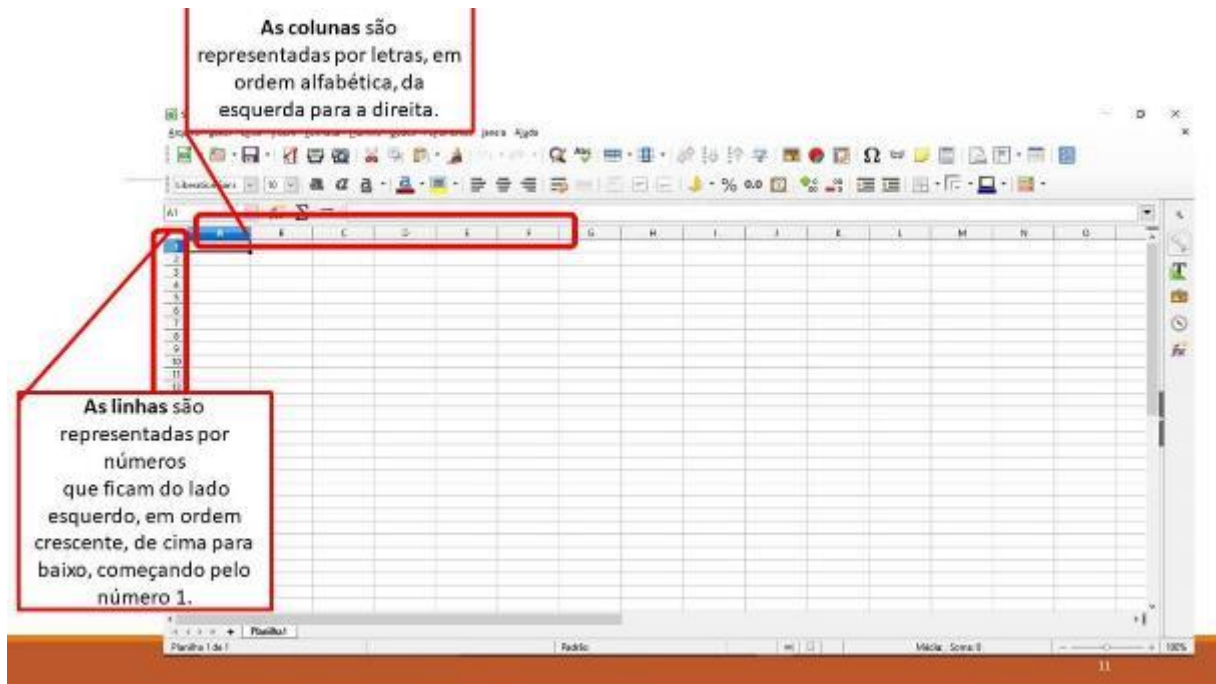 As colunas são
representadas por letras, em
ordem alfabética, da
esquerda para a direita.
Janela Ajuda
10
A1
A B C D E F G H I J K L M N O
1
2
3
4
5
6
7
8
9
10
11
12
As linhas são
representadas por
números
que ficam do lado
esquerdo, em ordem
crescente, de cima para
baixo, começando pelo
número 1.
Planilha1
Planilha 1 de 1 Padrão Média: Soma: 0 100%
11